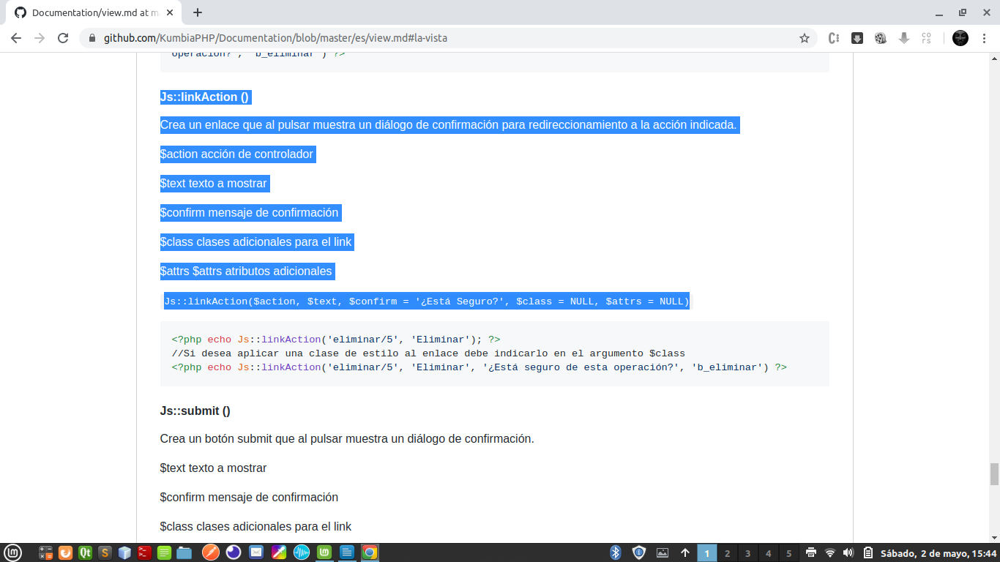 Documentation/view.md at m
github.com/KumbiaPHP/Documentation/blob/master/es/view.md#la-vista
operación?', 'b_eliminar') ?>
Js::linkAction ()
Crea un enlace que al pulsar muestra un diálogo de confirmación para redireccionamiento a la acción indicada.
$action acción de controlador
$text texto a mostrar
$confirm mensaje de confirmación
$class clases adicionales para el link
$attrs $attrs atributos adicionales
Js::linkAction($action, $text, $confirm = '¿Está Seguro?', $class = NULL, $attrs = NULL)
<?php echo Js::linkAction('eliminar/5', 'Eliminar'); ?>
//Si desea aplicar una clase de estilo al enlace debe indicarlo en el argumento $class
<?php echo Js::linkAction('eliminar/5', 'Eliminar', '¿Está seguro de esta operación?', 'b_eliminar') ?>
Js::submit ()
Crea un botón submit que al pulsar muestra un diálogo de confirmación.
$text texto a mostrar
$confirm mensaje de confirmación
$class clases adicionales para el link
1 2 3 4 5 Sábado, 2 de mayo, 15:44